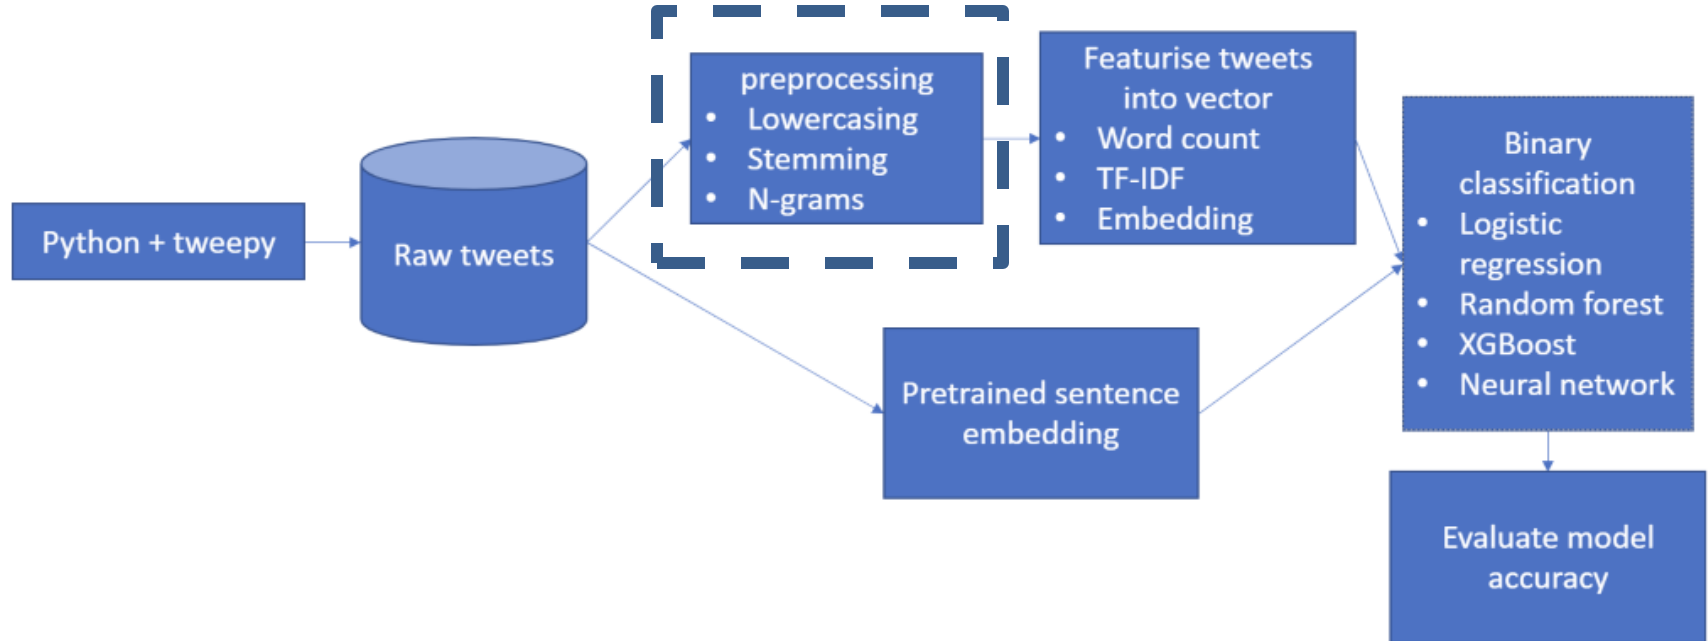 Python + tweepy
Raw tweets
preprocessing
• Lowercasing
• Stemming
• N-grams
Featurise tweets
into vector
• Word count
• TF-IDF
• Embedding
Pretrained sentence
embedding
Binary
classification
• Logistic
regression
• Random forest
• XGBoost
• Neural network
Evaluate model
accuracy